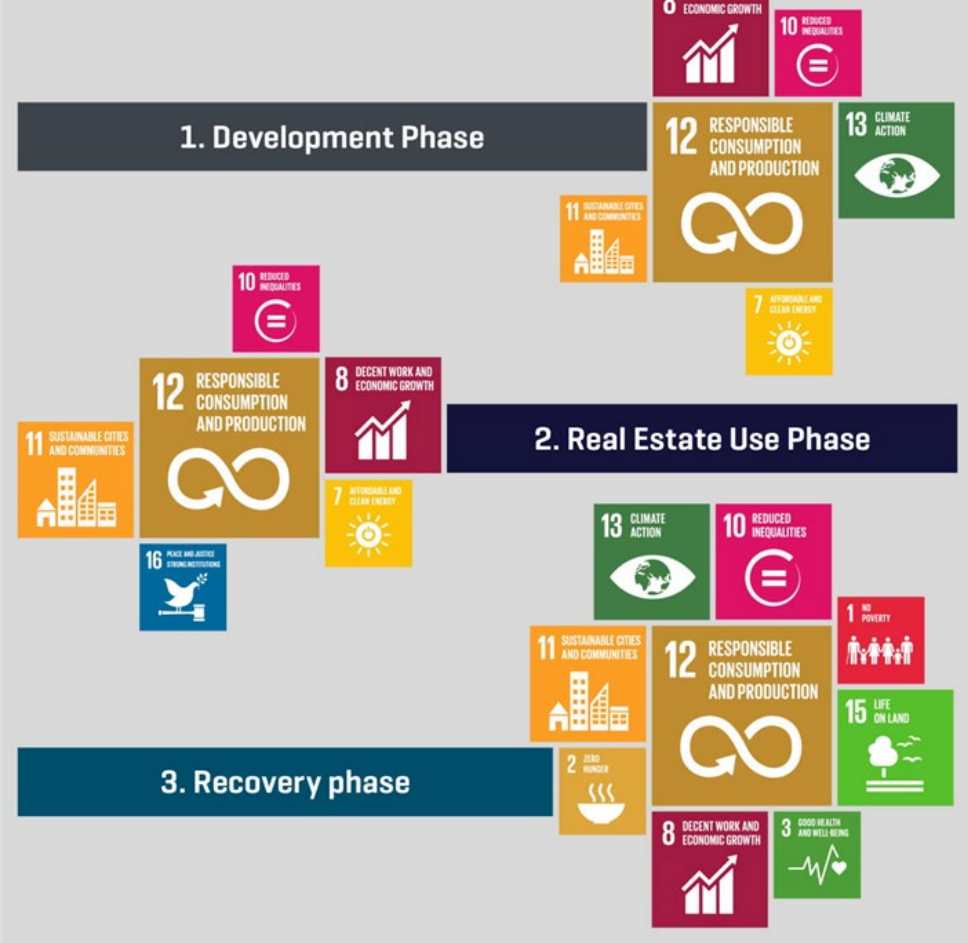 8 ECONOMIC GROWTH
10 REDUCED
INEQUALITIES
1. Development Phase
12 RESPONSIBLE
CONSUMPTION
AND PRODUCTION
13 CLIMATE
ACTION
11 SUSTAINABLE CITIES
AND COMMUNITIES
7 AFFORDABLE AND
CLEAN ENERGY
10 REDUCED
INEQUALITIES
12 RESPONSIBLE
CONSUMPTION
AND PRODUCTION
8 DECENT WORK AND
ECONOMIC GROWTH
11 SUSTAINABLE CITIES
AND COMMUNITIES
2. Real Estate Use Phase
7 AFFORDABLE AND
CLEAN ENERGY
16 PEACE AND JUSTICE
STRONG INSTITUTIONS
13 CLIMATE
ACTION
10 REDUCED
INEQUALITIES
1 NO
POVERTY
11 SUSTAINABLE CITIES
AND COMMUNITIES
12 RESPONSIBLE
CONSUMPTION
AND PRODUCTION
15 LIFE
ON LAND
3. Recovery phase
2 ZERO
HUNGER
8 DECENT WORK AND
ECONOMIC GROWTH
3 GOOD HEALTH
AND WELL-BEING